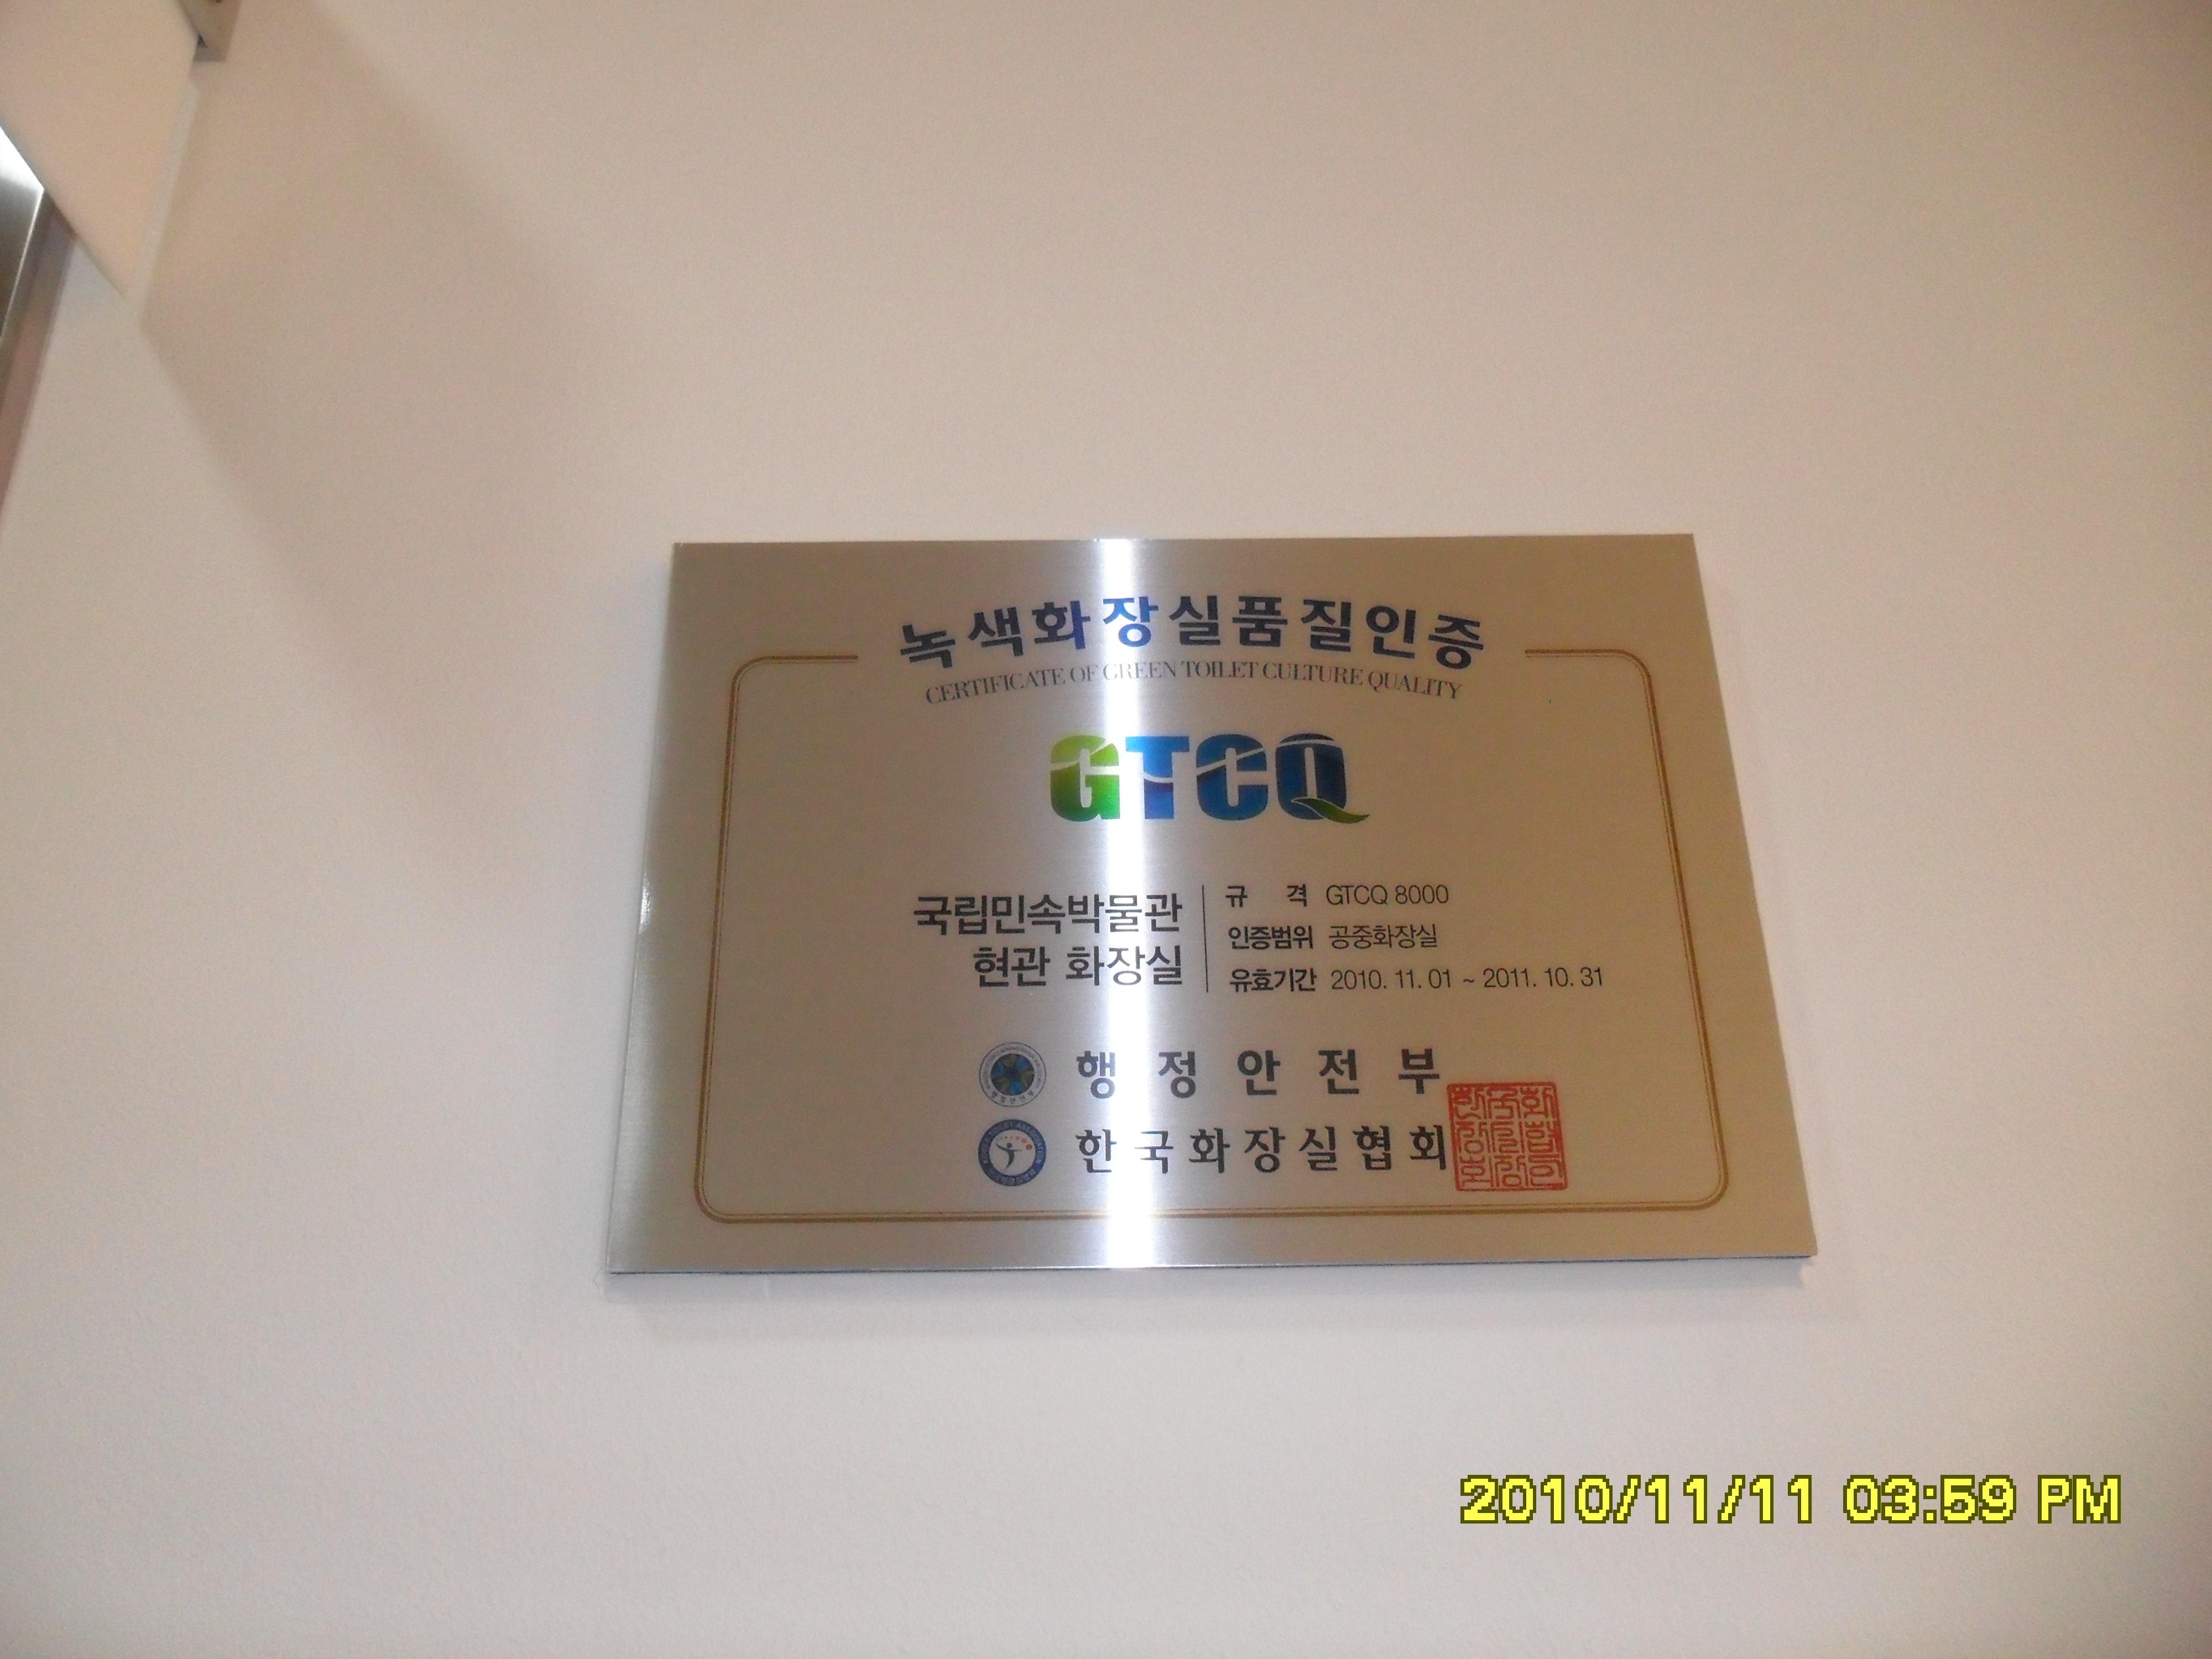 녹색화장실품질인증
CERTIFICATE OF GREEN TOILET CULTURE QUALITY
GTCQ
국립민속박물관
현관 화장실
규 격 GTCQ 8000
인증범위 공중화장실
유효기간 2010. 11. 01 ~ 2011. 10. 31
행정안전부
한국화장실협회
2010/11/11 03:59 PM